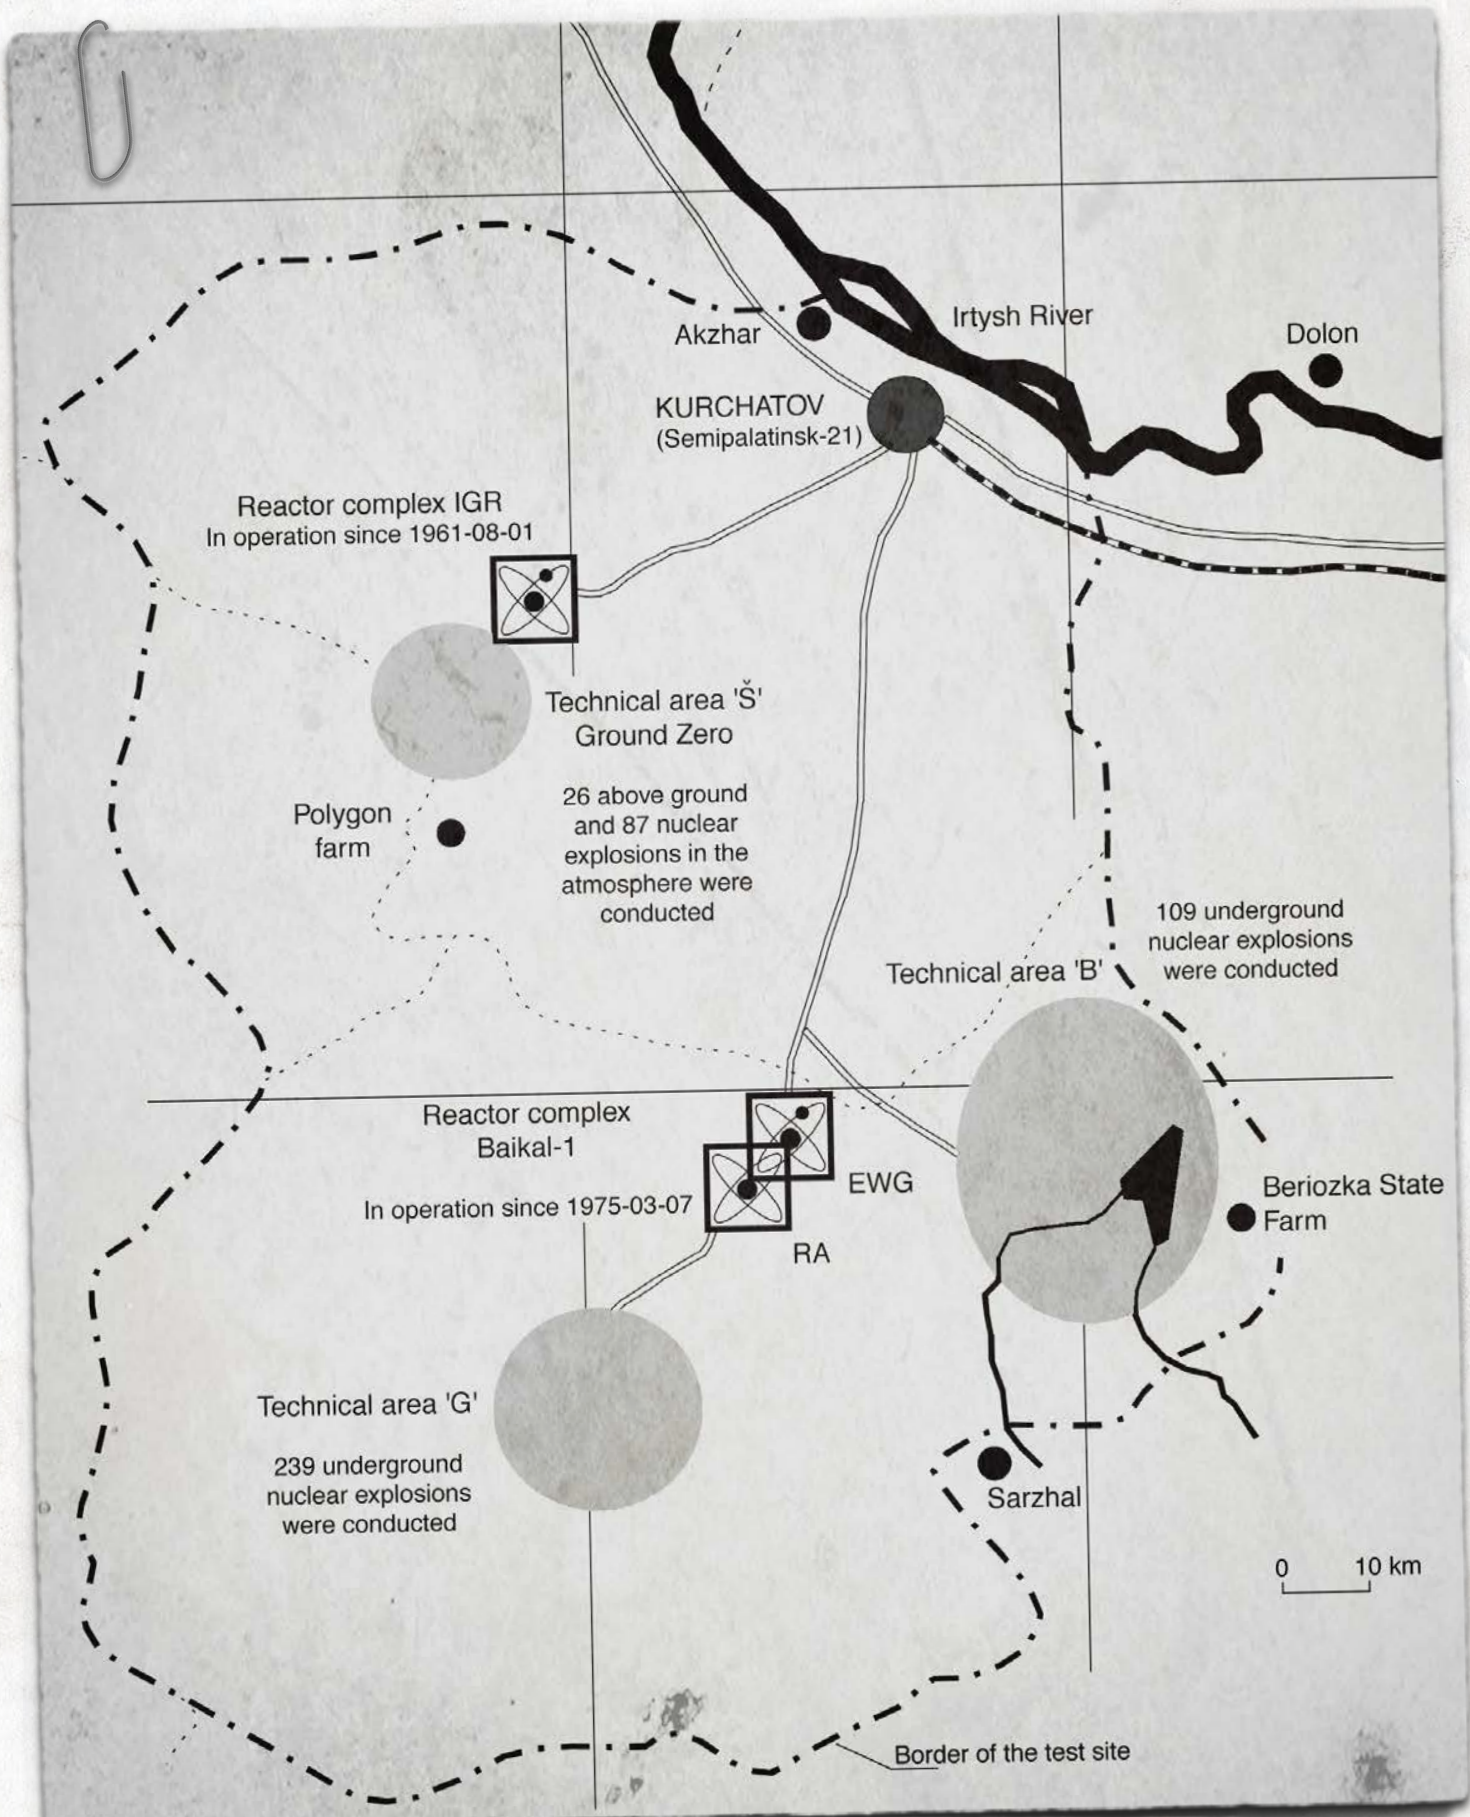 Irtysh River
Akzhar
Dolon
KURCHATOV
(Semipalatinsk-21)
Reactor complex IGR
In operation since 1961-08-01
Technical area 'Š'
Ground Zero
26 above ground
and 87 nuclear
explosions in the
atmosphere were
conducted
Polygon
farm
109 underground
nuclear explosions
were conducted
Technical area 'B'
Reactor complex
Baikal-1
In operation since 1975-03-07
EWG
RA
Beriozka State
Farm
Technical area 'G'
239 underground
nuclear explosions
were conducted
Sarzhal
0 10 km
Border of the test site